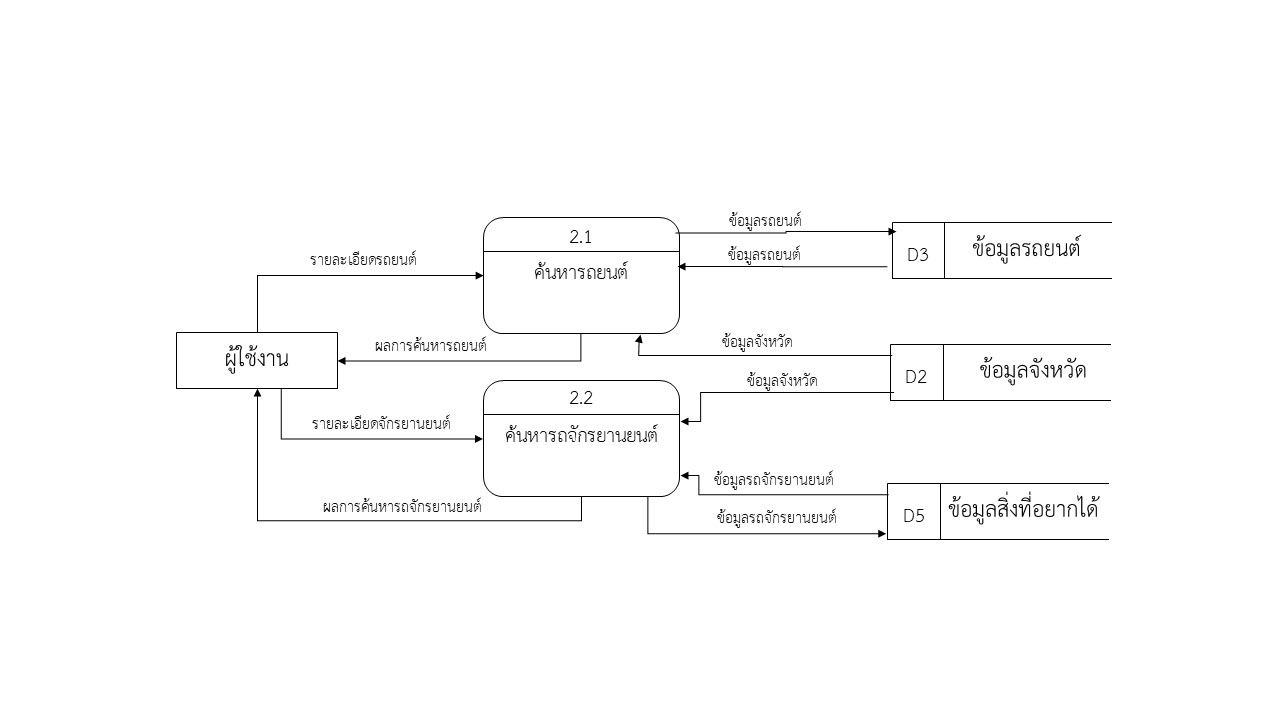 ข้อมูลรถยนต์
2.1
รายละเอียดรถยนต์
ค้นหารถยนต์
ข้อมูลรถยนต์
D3
ข้อมูลรถยนต์
ผู้ใช้งาน
ผลการค้นหารถยนต์
ข้อมูลจังหวัด
ข้อมูลจังหวัด
D2
ข้อมูลจังหวัด
2.2
รายละเอียดจักรยานยนต์
ค้นหารถจักรยานยนต์
ข้อมูลรถจักรยานยนต์
ผลการค้นหารถจักรยานยนต์
ข้อมูลรถจักรยานยนต์
D5
ข้อมูลสิ่งที่อยากได้